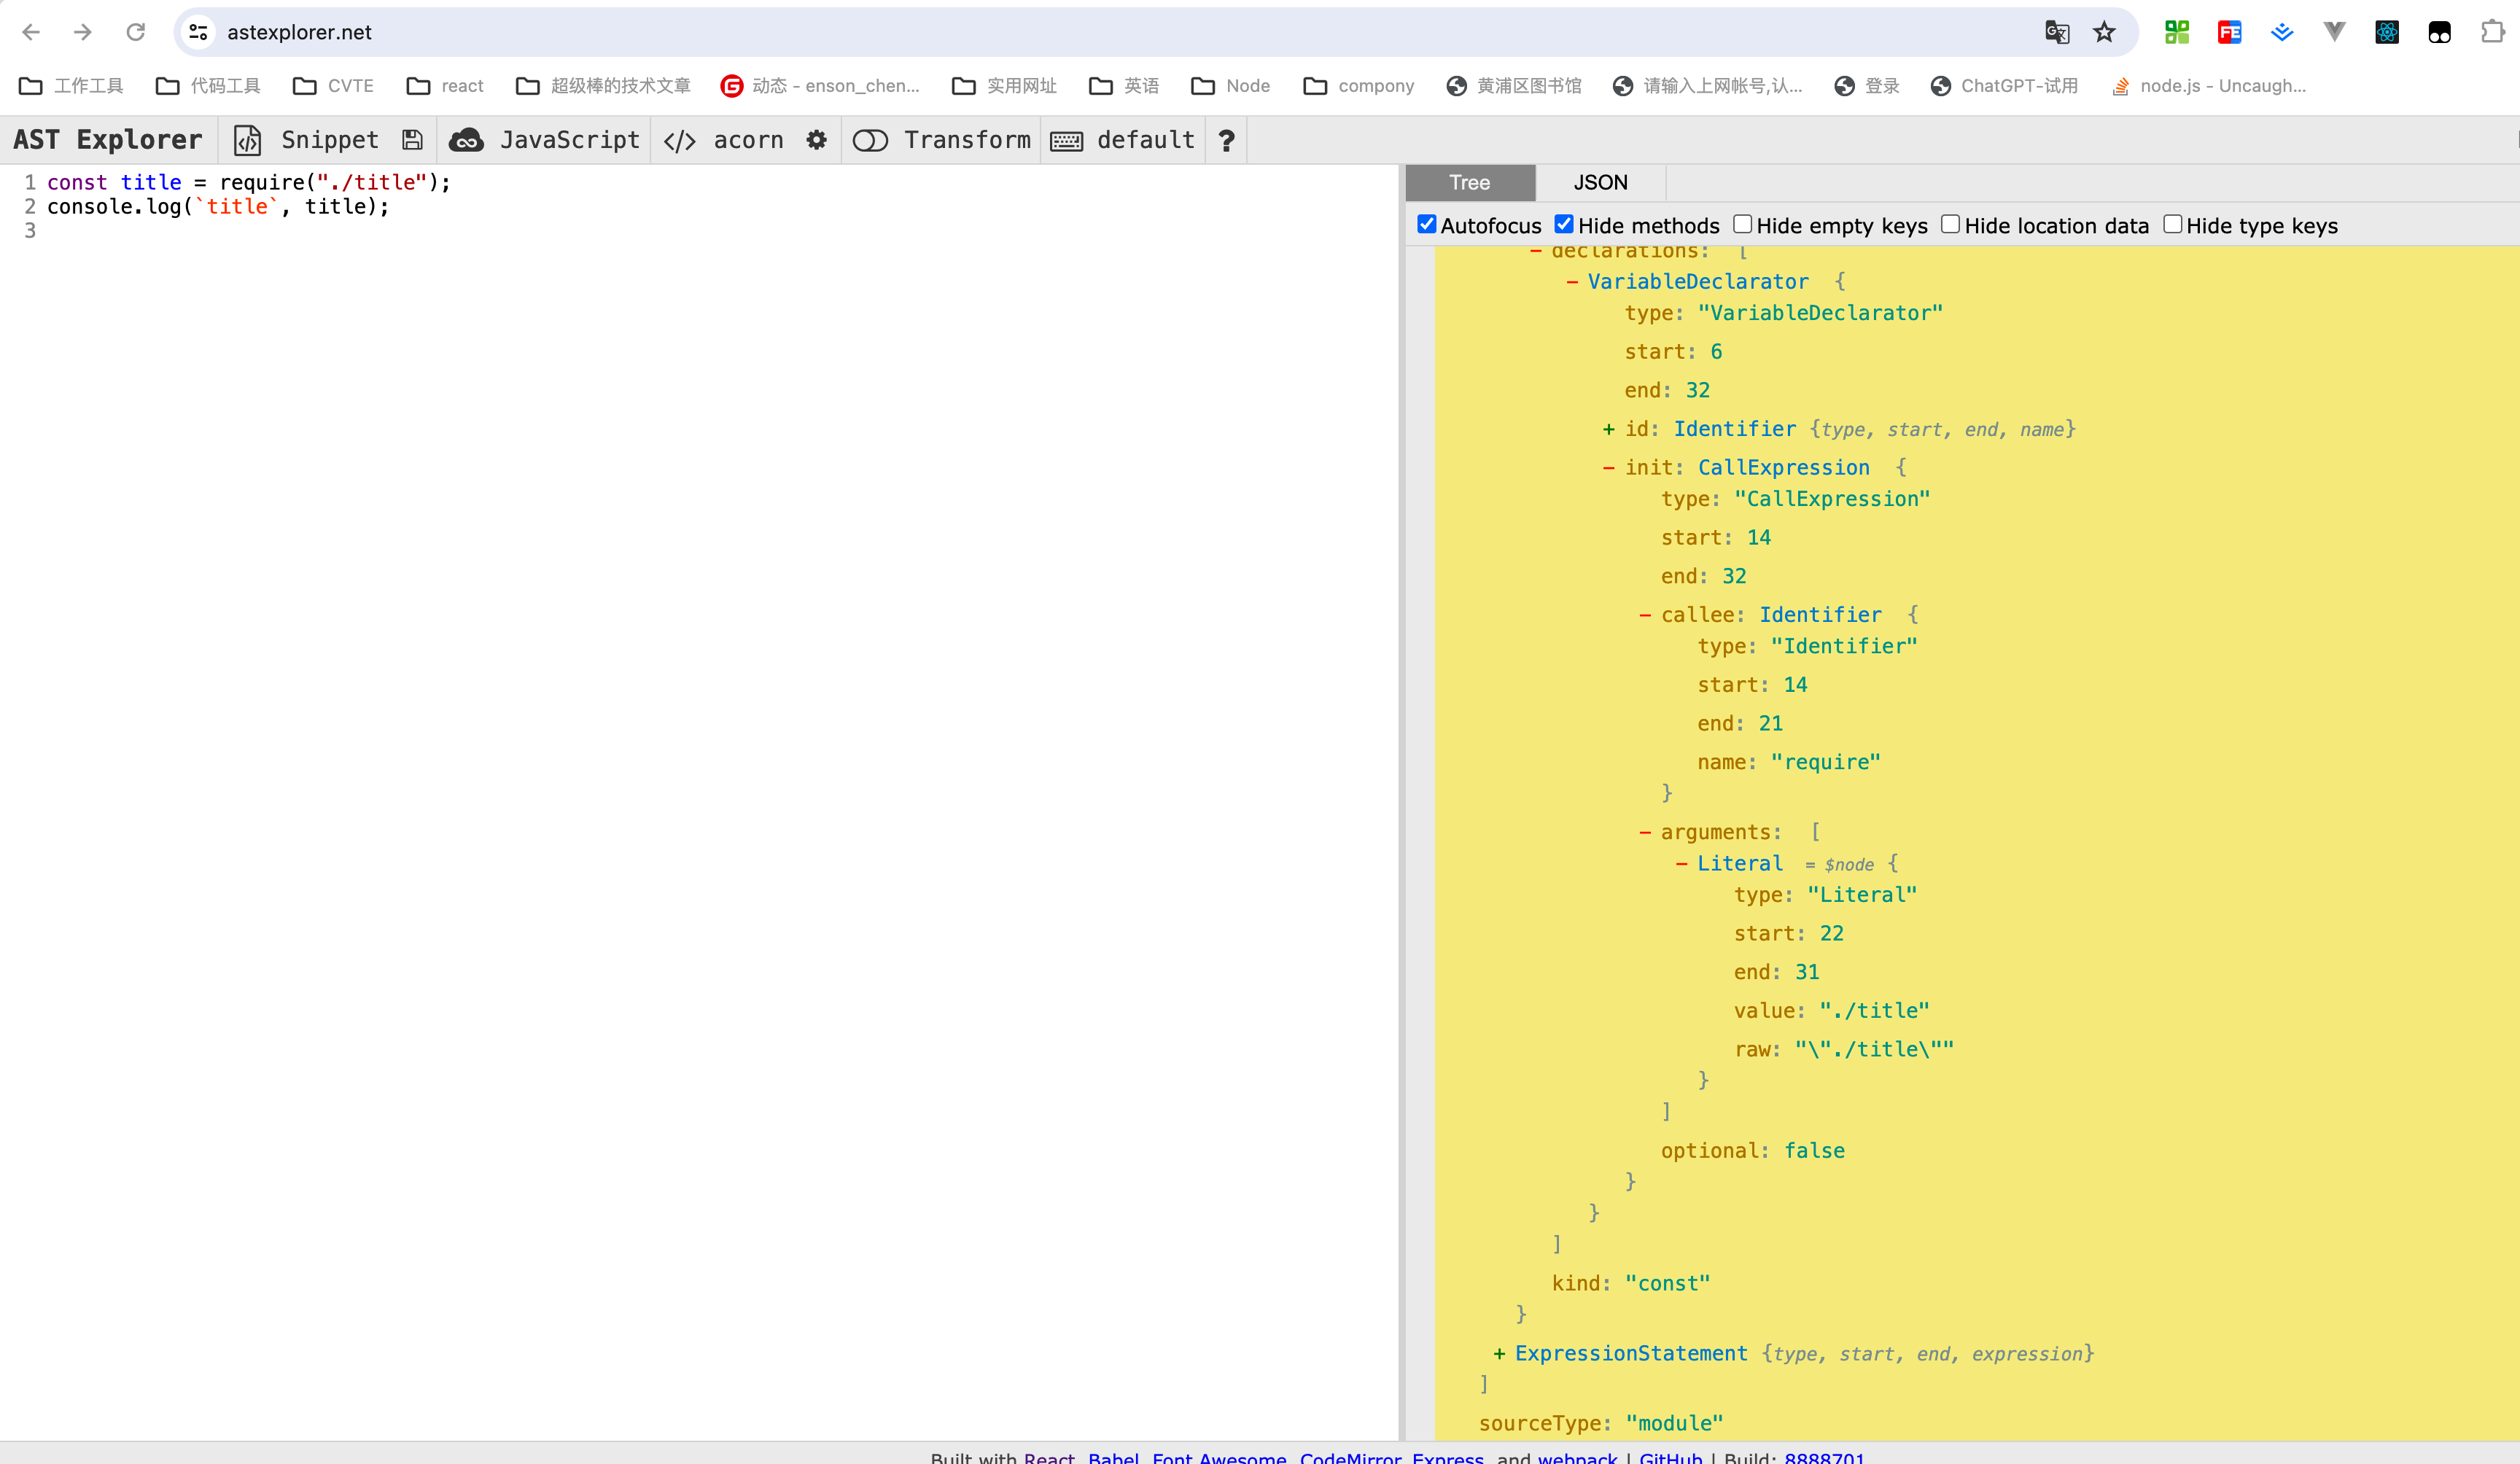 astexplorer.net
工作工具 代码工具 CVTE react 超级棒的技术文章 动态 - enson_chen... 实用网址 英语 Node compony 黄浦区图书馆 请输入上网帐号,认... 登录 ChatGPT-试用 node.js - Uncaugh...
AST Explorer Snippet JavaScript </> acorn Transform default ?
1 const title = require("./title");
2 console.log(`title`, title);
3
Tree JSON
Autofocus Hide methods Hide empty keys Hide location data Hide type keys
- declarations: [
- VariableDeclarator {
type: "VariableDeclarator"
start: 6
end: 32
+ id: Identifier {type, start, end, name}
- init: CallExpression {
type: "CallExpression"
start: 14
end: 32
- callee: Identifier {
type: "Identifier"
start: 14
end: 21
name: "require"
}
- arguments: [
- Literal = $node {
type: "Literal"
start: 22
end: 31
value: "./title"
raw: "\"./title\""
}
]
optional: false
}
}
]
kind: "const"
}
+ ExpressionStatement {type, start, end, expression}
]
sourceType: "module"
Built with React, Babel, Font Awesome, CodeMirror, Express, and webpack | GitHub | Build: 8888701